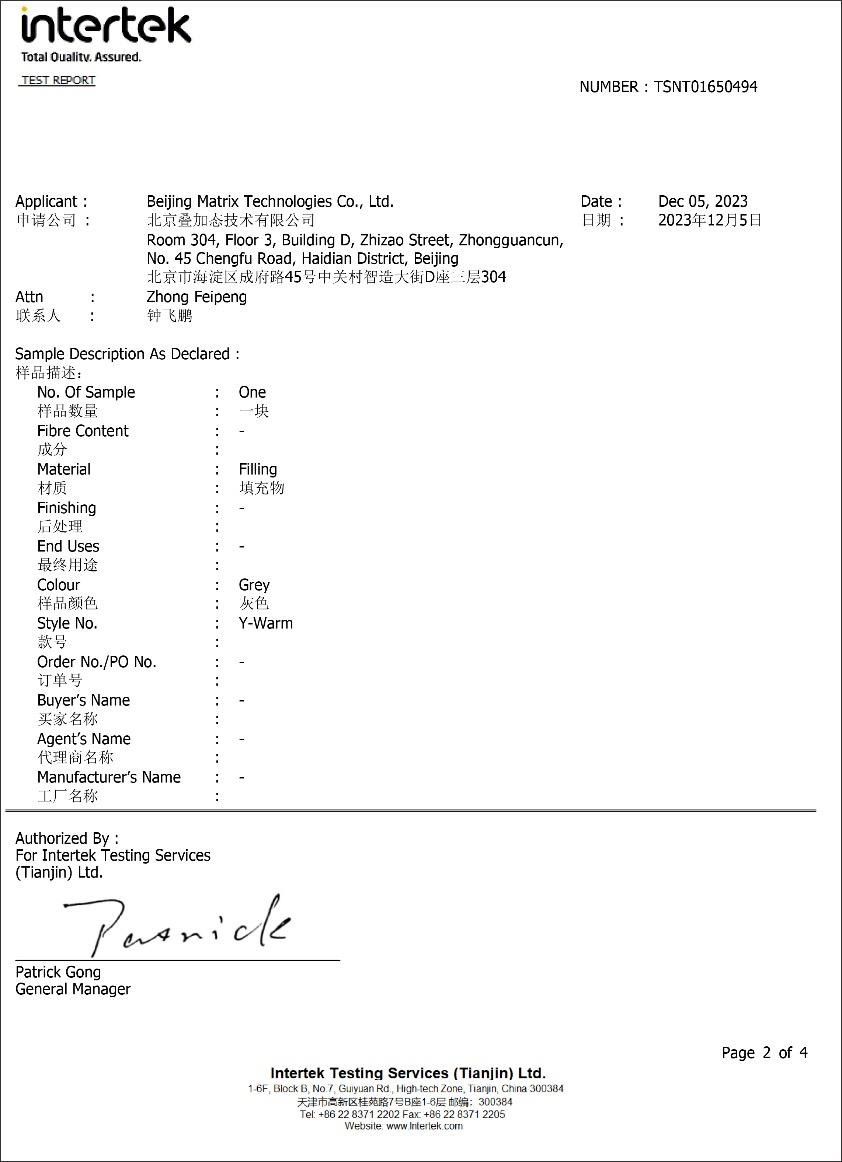 intertek
Total Quality. Assured.
TEST REPORT
NUMBER : TSNT01650494
Applicant : Beijing Matrix Technologies Co., Ltd. Date : Dec 05, 2023
申请公司 : 北京叠加态技术有限公司 日期 : 2023年12月5日
Room 304, Floor 3, Building D, Zhizao Street, Zhongguancun,
No. 45 Chengfu Road, Haidian District, Beijing
北京市海淀区成府路45号中关村智造大街D座三层304
Attn : Zhong Feipeng
联系人 : 钟飞鹏
Sample Description As Declared :
样品描述:
No. Of Sample : One
样品数量 : 一块
Fibre Content : -
成分 :
Material : Filling
材质 : 填充物
Finishing : -
后处理 :
End Uses : -
最终用途 :
Colour : Grey
样品颜色 : 灰色
Style No. : Y-Warm
款号 :
Order No./PO No. : -
订单号 :
Buyer's Name : -
买家名称 :
Agent's Name : -
代理商名称 :
Manufacturer's Name : -
工厂名称 :
Authorized By :
For Intertek Testing Services
(Tianjin) Ltd.
Patrick
Patrick Gong
General Manager
Page 2 of 4
Intertek Testing Services (Tianjin) Ltd.
1-6F, Block B, No.7, Guiyuan Rd., High-tech Zone, Tianjin, China 300384
天津市高新区桂苑路7号B座1-6层 邮编: 300384
Tel: +86 22 8371 2202 Fax: +86 22 8371 2205
Website: www.Intertek.com